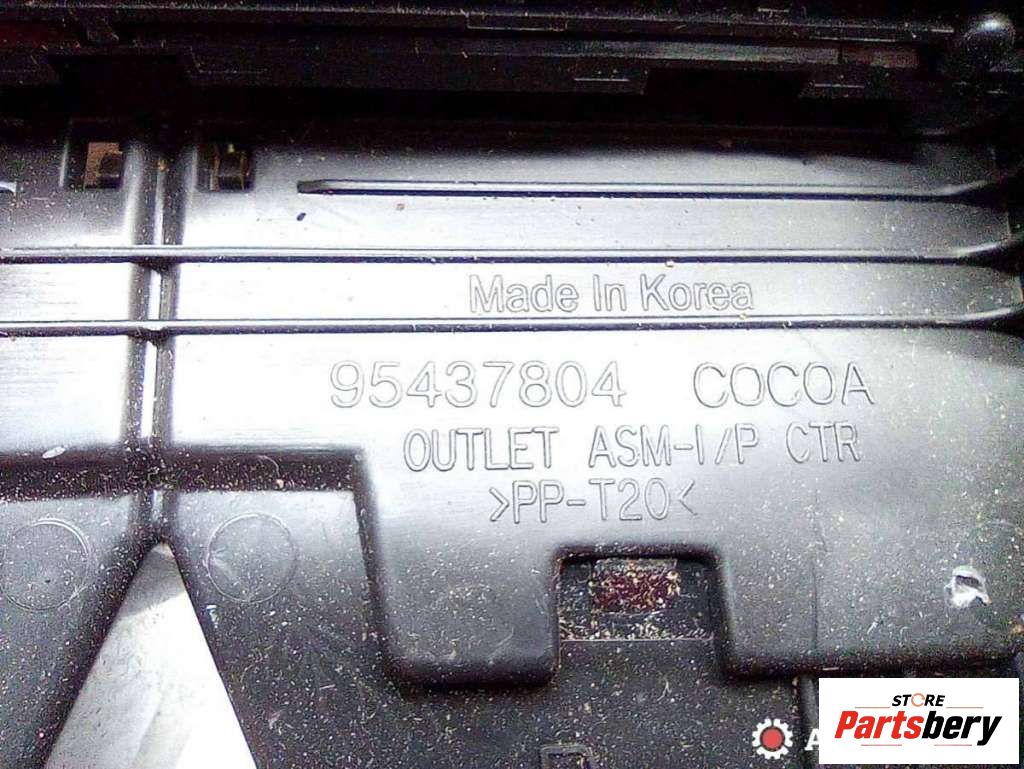 Made In Korea
95437804 COCOA
OUTLET ASM-I/P CTR
>PP-T20<
STORE
Partsbery